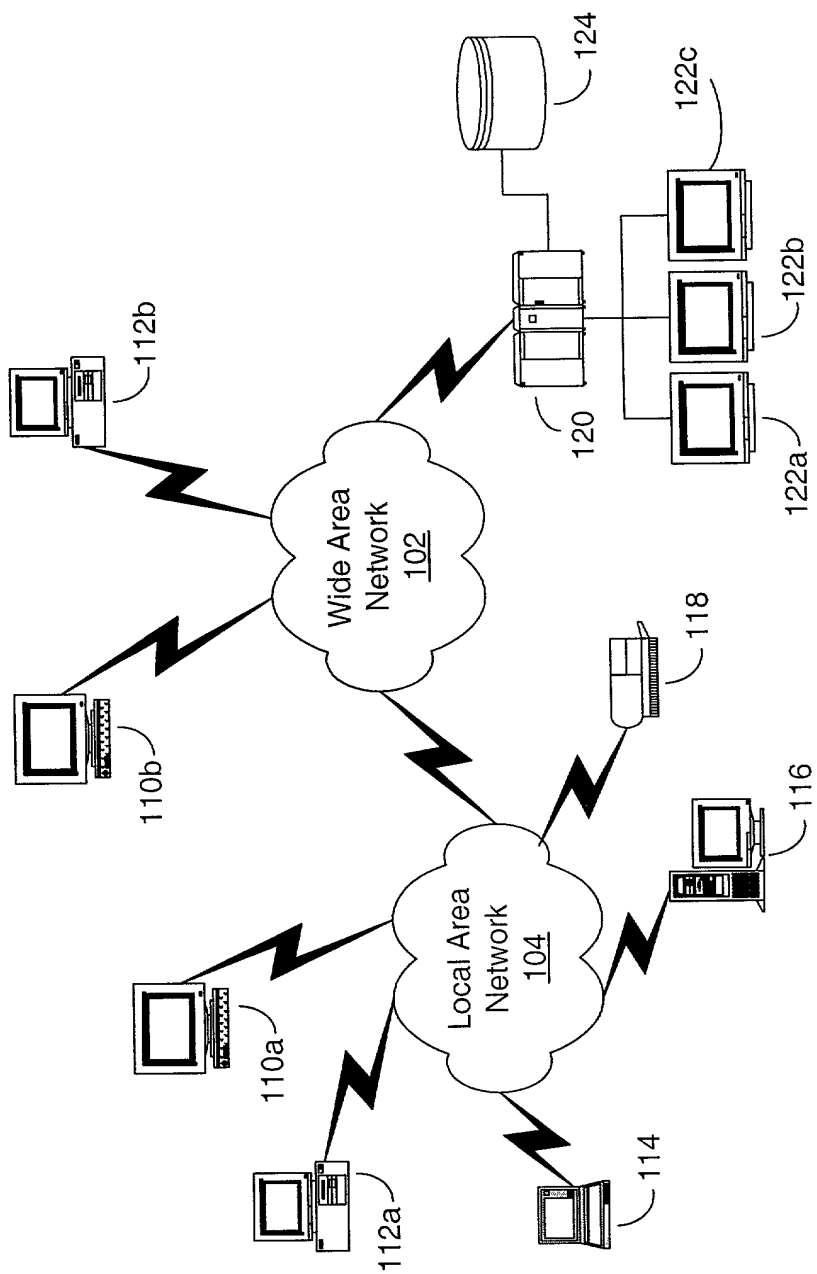 112b
110b
Wide Area
Network
102
124
120
122a
122b
122c
110a
112a
Local Area
Network
104
118
116
114